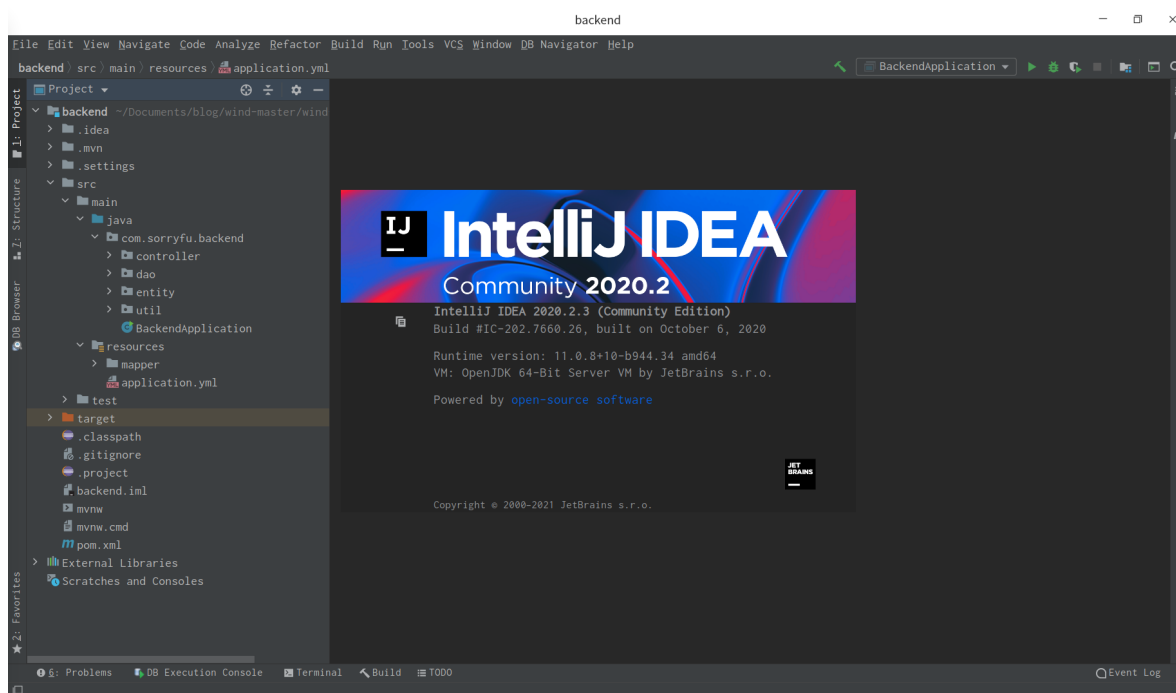 backend
File Edit View Navigate Code Analyze Refactor Build Run Tools VCS Window DB Navigator Help
backend src main resources application.yml
BackendApplication
1: Project
Project
backend ~/Documents/blog/wind-master/wind
.idea
.mvn
.settings
src
main
java
com.sorryfu.backend
controller
dao
entity
util
BackendApplication
resources
mapper
application.yml
test
target
.classpath
.gitignore
.project
backend.iml
mvnw
mvnw.cmd
pom.xml
External Libraries
Scratches and Consoles
Z: Structure
DB Browser
2: Favorites
IJ
IntelliJ IDEA
Community 2020.2
IntelliJ IDEA 2020.2.3 (Community Edition)
Build #IC-202.7660.26, built on October 6, 2020
Runtime version: 11.0.8+10-b944.34 amd64
VM: OpenJDK 64-Bit Server VM by JetBrains s.r.o.
Powered by open-source software
JET
BRAINS
Copyright © 2000–2021 JetBrains s.r.o.
6: Problems DB Execution Console Terminal Build TODO
Event Log